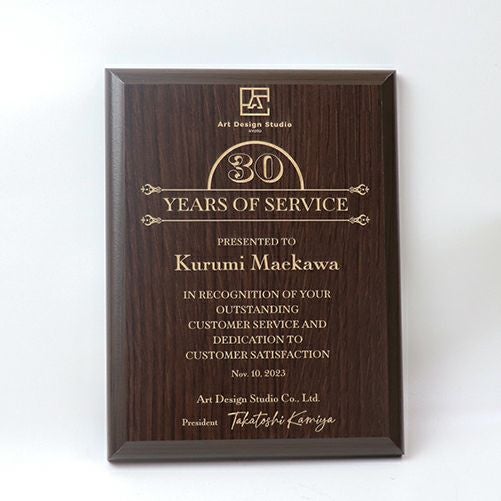 Art Design Studio
30
YEARS OF SERVICE
PRESENTED TO
Kurumi Maekawa
IN RECOGNITION OF YOUR
OUTSTANDING
CUSTOMER SERVICE AND
DEDICATION TO
CUSTOMER SATISFACTION
Nov. 10, 2023
Art Design Studio Co., Ltd.
President Takatoshi Kamiya